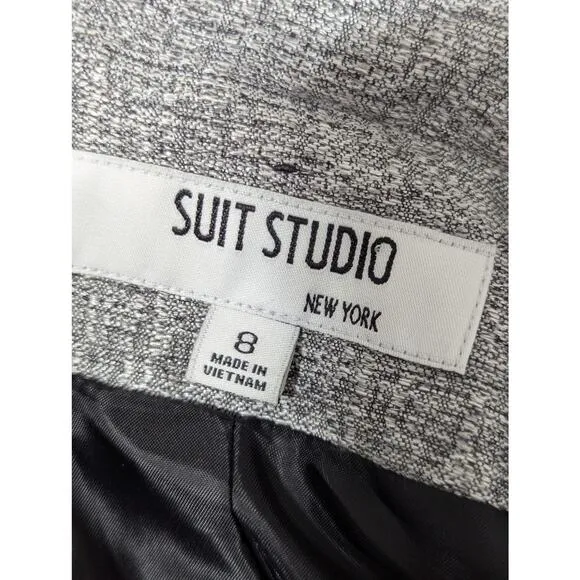 SUIT STUDIO
NEW YORK
8
MADE IN
VIETNAM